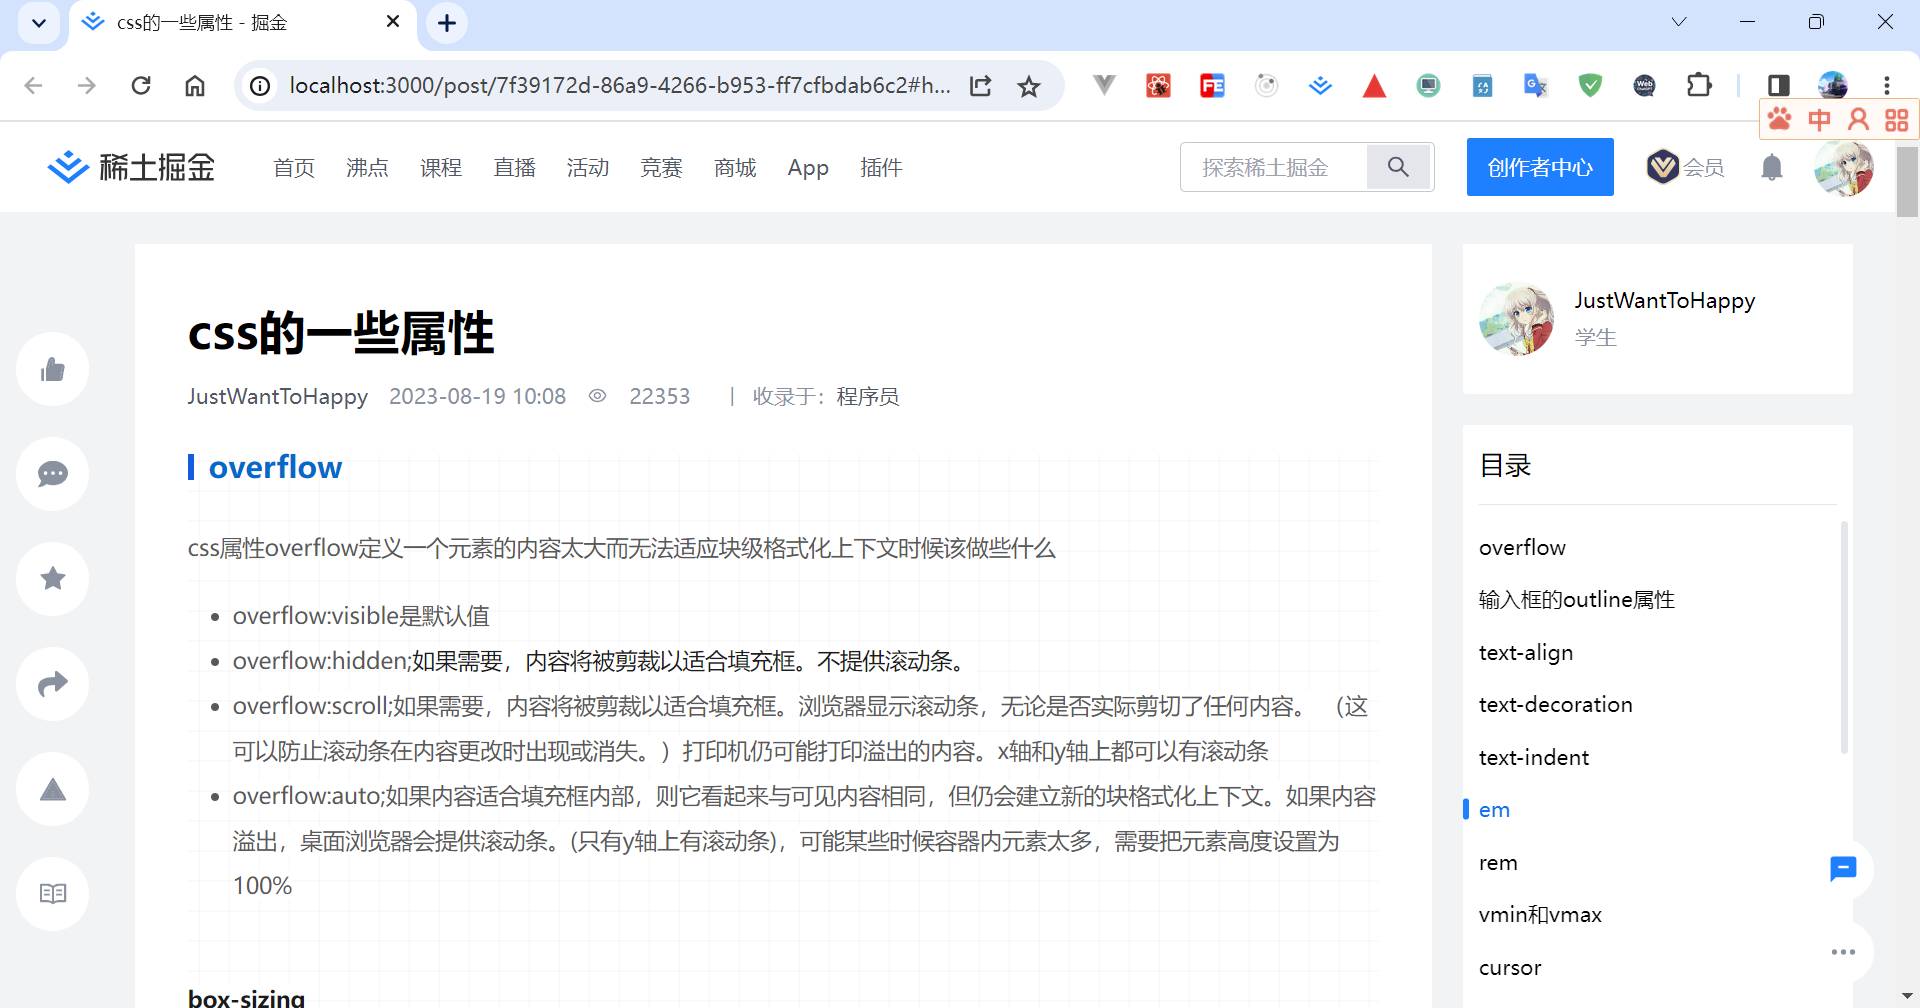 css的一些属性 - 掘金
localhost:3000/post/7f39172d-86a9-4266-b953-ff7cfbdab6c2#h...
中
稀土掘金
首页 沸点 课程 直播 活动 竞赛 商城 App 插件
探索稀土掘金
创作者中心
会员
css的一些属性
JustWantToHappy 2023-08-19 10:08 22353 | 收录于：程序员
overflow
css属性overflow定义一个元素的内容太大而无法适应块级格式化上下文时候该做些什么
overflow:visible是默认值
overflow:hidden;如果需要，内容将被剪裁以适合填充框。不提供滚动条。
overflow:scroll;如果需要，内容将被剪裁以适合填充框。浏览器显示滚动条，无论是否实际剪切了任何内容。 （这
可以防止滚动条在内容更改时出现或消失。）打印机仍可能打印溢出的内容。x轴和y轴上都可以有滚动条
overflow:auto;如果内容适合填充框内部，则它看起来与可见内容相同，但仍会建立新的块格式化上下文。如果内容
溢出，桌面浏览器会提供滚动条。(只有y轴上有滚动条)，可能某些时候容器内元素太多，需要把元素高度设置为
100%
box-sizing
JustWantToHappy
学生
目录
overflow
输入框的outline属性
text-align
text-decoration
text-indent
em
rem
vmin和vmax
cursor